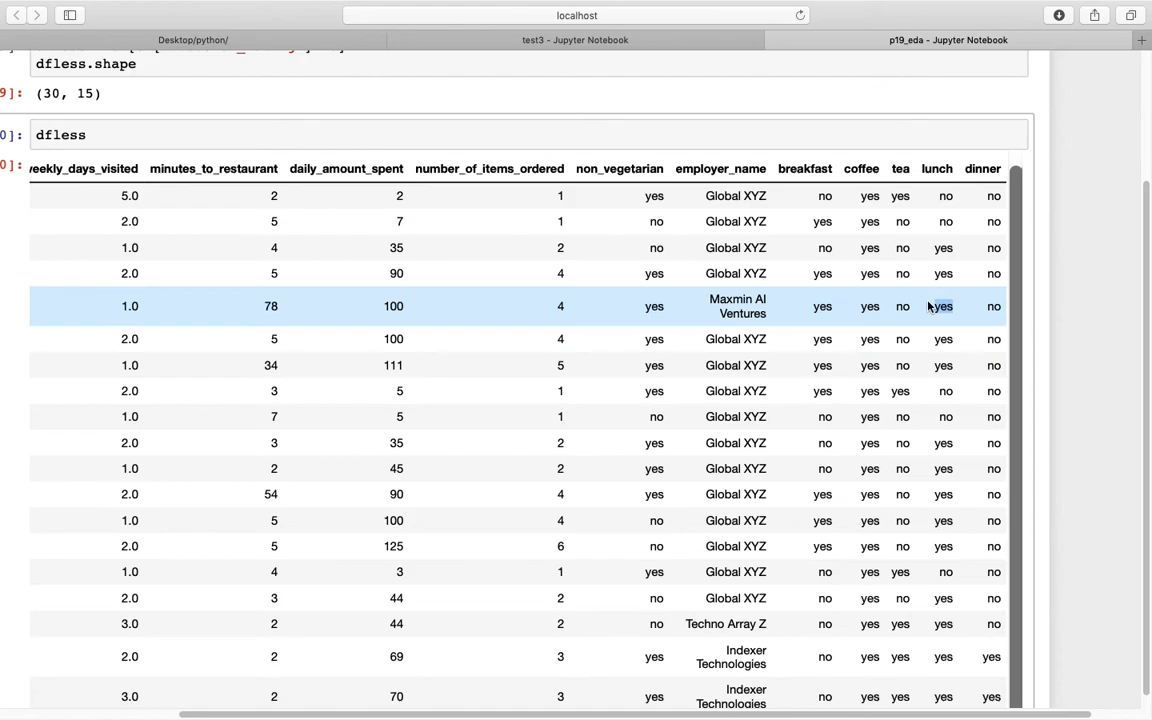 localhost
Desktop/python/ test3 - Jupyter Notebook p19_eda - Jupyter Notebook
dfless.shape
9]: (30, 15)
0]: dfless
0]: weekly_days_visited minutes_to_restaurant daily_amount_spent number_of_items_ordered non_vegetarian employer_name breakfast coffee tea lunch dinner
5.0 2 2 1 yes Global XYZ no yes yes no no
2.0 5 7 1 no Global XYZ yes yes no no no
1.0 4 35 2 no Global XYZ no yes no yes no
2.0 5 90 4 yes Global XYZ yes yes no yes no
1.0 78 100 4 yes Maxmin AI Ventures yes yes no yes no
2.0 5 100 4 yes Global XYZ yes yes no yes no
1.0 34 111 5 yes Global XYZ yes yes no yes no
2.0 3 5 1 yes Global XYZ yes yes yes no no
1.0 7 5 1 no Global XYZ no yes no no no
2.0 3 35 2 yes Global XYZ no yes no yes no
1.0 2 45 2 yes Global XYZ no yes no yes no
2.0 54 90 4 yes Global XYZ yes yes no yes no
1.0 5 100 4 no Global XYZ yes yes no yes no
2.0 5 125 6 no Global XYZ yes yes no yes no
1.0 4 3 1 yes Global XYZ no yes yes no no
2.0 3 44 2 no Global XYZ no yes no yes no
3.0 2 44 2 no Techno Array Z no yes yes yes no
2.0 2 69 3 yes Indexer Technologies no yes yes yes yes
3.0 2 70 3 yes Indexer Technologies no yes yes yes yes